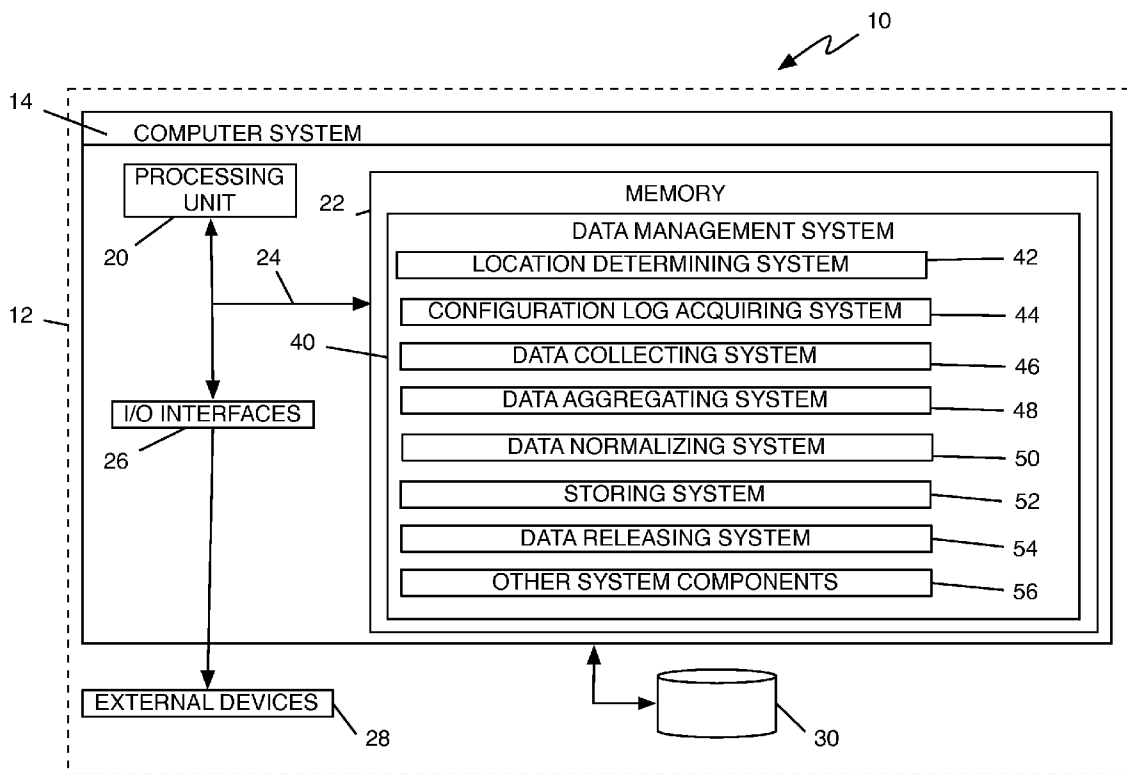 10
14
COMPUTER SYSTEM
PROCESSING
UNIT
20
22
MEMORY
DATA MANAGEMENT SYSTEM
24
LOCATION DETERMINING SYSTEM
42
12
CONFIGURATION LOG ACQUIRING SYSTEM
44
40
DATA COLLECTING SYSTEM
46
I/O INTERFACES
26
DATA AGGREGATING SYSTEM
48
DATA NORMALIZING SYSTEM
50
STORING SYSTEM
52
DATA RELEASING SYSTEM
54
OTHER SYSTEM COMPONENTS
56
EXTERNAL DEVICES
28
30